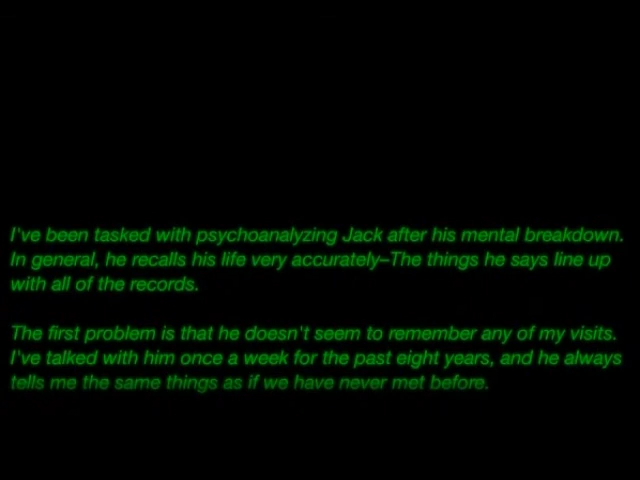 I've been tasked with psychoanalyzing Jack after his mental breakdown.
In general, he recalls his life very accurately–The things he says line up
with all of the records.
The first problem is that he doesn't seem to remember any of my visits.
I've talked with him once a week for the past eight years, and he always
tells me the same things as if we have never met before.